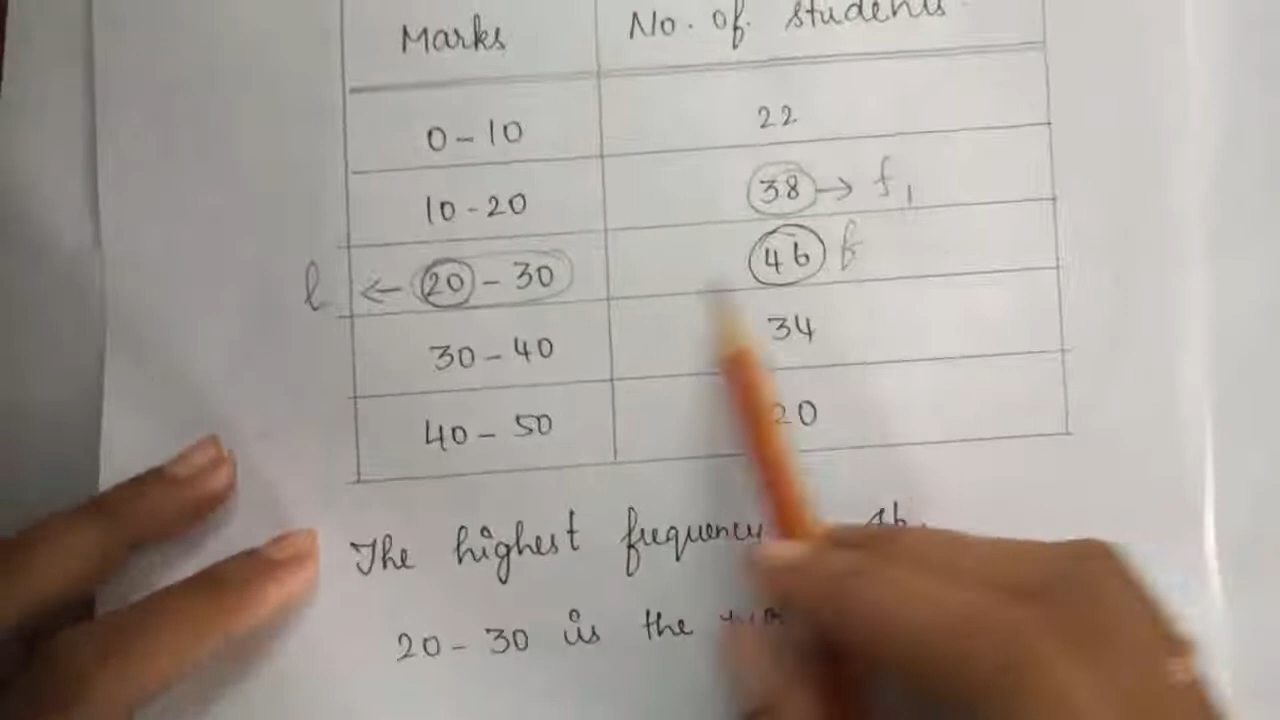 Marks No. of students
0-10 22
10-20 38 → f1
l ← 20-30 46 f
30-40 34
40-50 20
The highest frequency 46.
20-30 is the